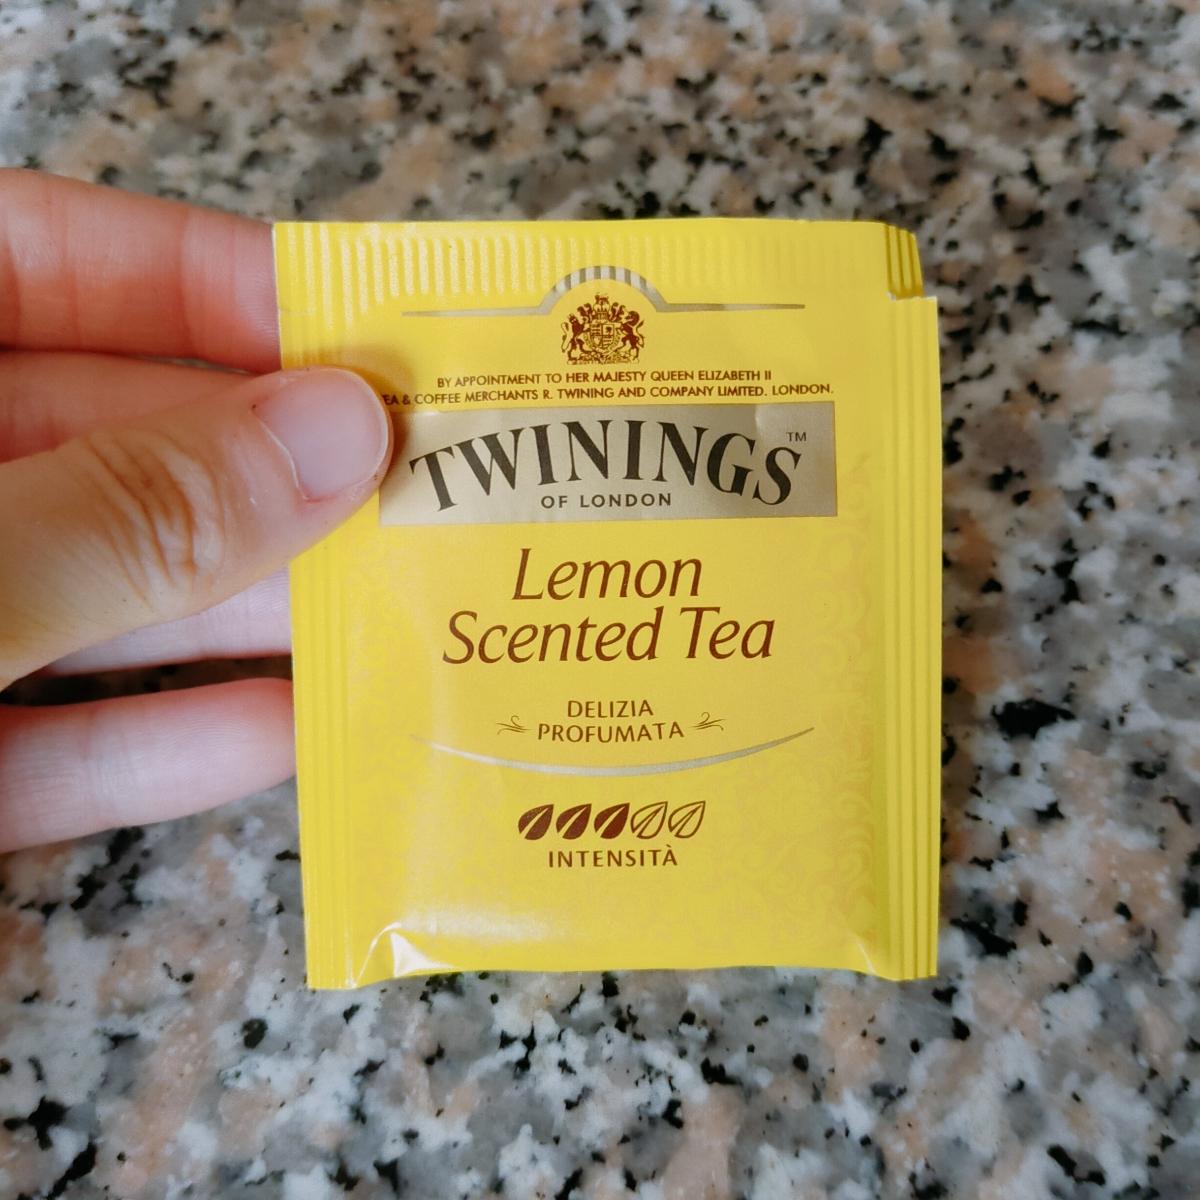 BY APPOINTMENT TO HER MAJESTY QUEEN ELIZABETH II
& COFFEE MERCHANTS R. TWINING AND COMPANY LIMITED. LONDON.
TWININGS™
OF LONDON
Lemon
Scented Tea
DELIZIA
PROFUMATA
INTENSITÀ